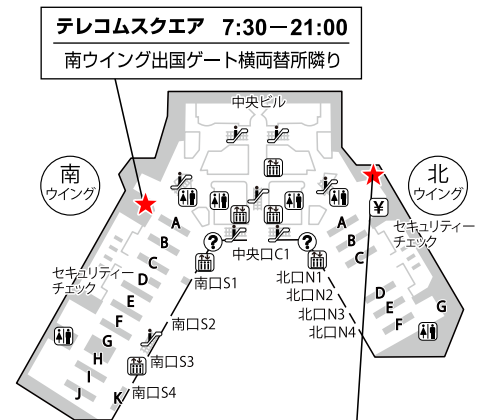 テレコムスクエア 7:30－21:00
南ウイング出国ゲート横両替所隣り
中央ビル
南
ウイング
北
ウイング
¥
セキュリティー
チェック
A
B
C
D
E
F
G
H
I
J
K
セキュリティー
チェック
A
B
C
D
E
F
G
?
?
中央口C1
南口S1
南口S2
南口S3
南口S4
北口N1
北口N2
北口N3
北口N4